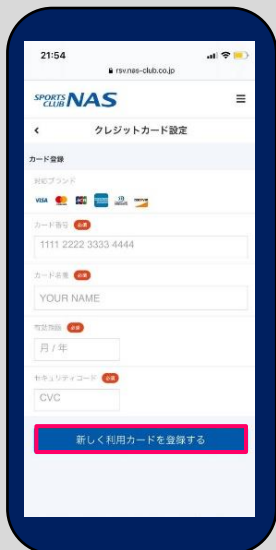 21:54
rsv.nas-club.co.jp
SPORTS CLUB NAS
クレジットカード設定
カード登録
対応ブランド
VISA
カード番号 必須
1111 2222 3333 4444
カード名義 必須
YOUR NAME
有効期限 必須
月 / 年
セキュリティコード 必須
CVC
新しく利用カードを登録する